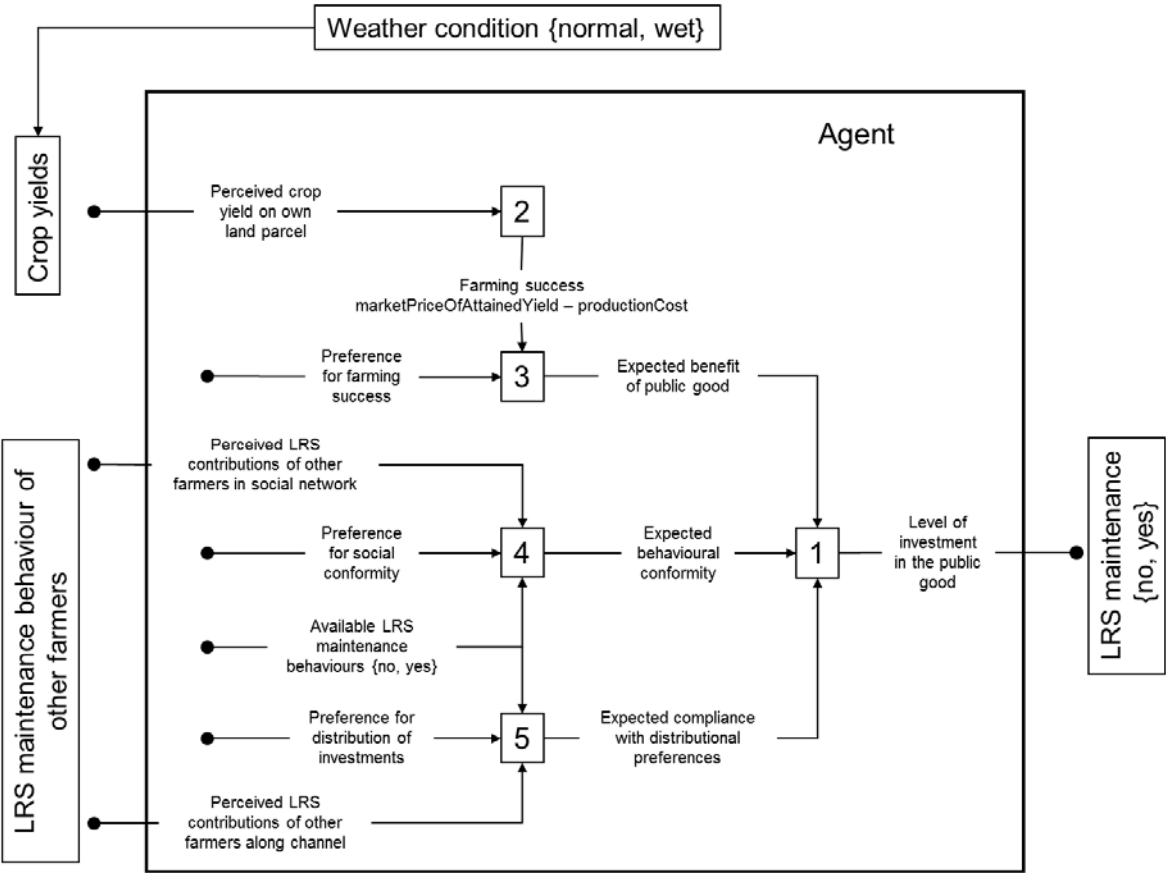 Weather condition {normal, wet}
Agent
Crop yields
Perceived crop
yield on own
land parcel
2
Farming success
marketPriceOfAttainedYield – productionCost
Preference
for farming
success
3
Expected benefit
of public good
LRS maintenance behaviour of
other farmers
Perceived LRS
contributions of other
farmers in social network
Preference
for social
conformity
4
Expected
behavioural
conformity
1
Level of
investment
in the public
good
LRS maintenance
{no, yes}
Available LRS
maintenance
behaviours {no, yes}
Preference for
distribution of
investments
5
Expected compliance
with distributional
preferences
Perceived LRS
contributions of other
farmers along channel